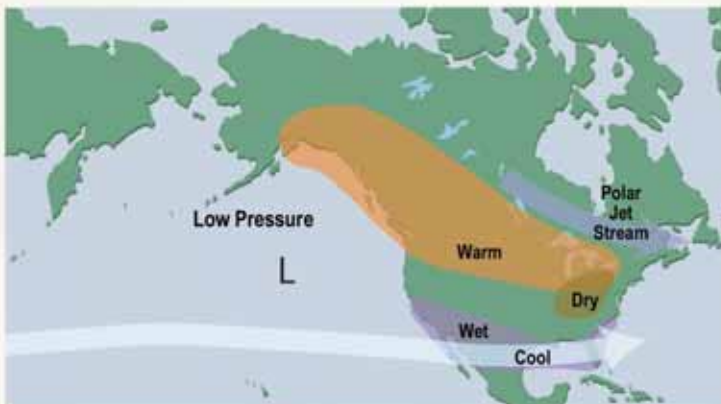 Polar
Jet
Stream
Low Pressure
Warm
L
Dry
Wet
Cool